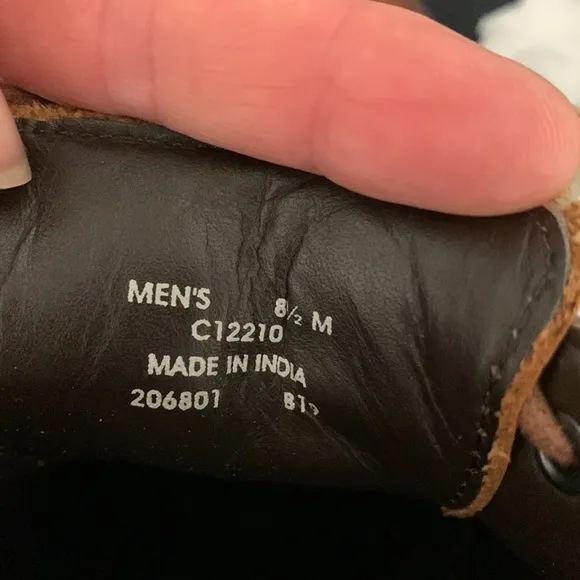 MEN'S 8½ M
C12210
MADE IN INDIA
206801